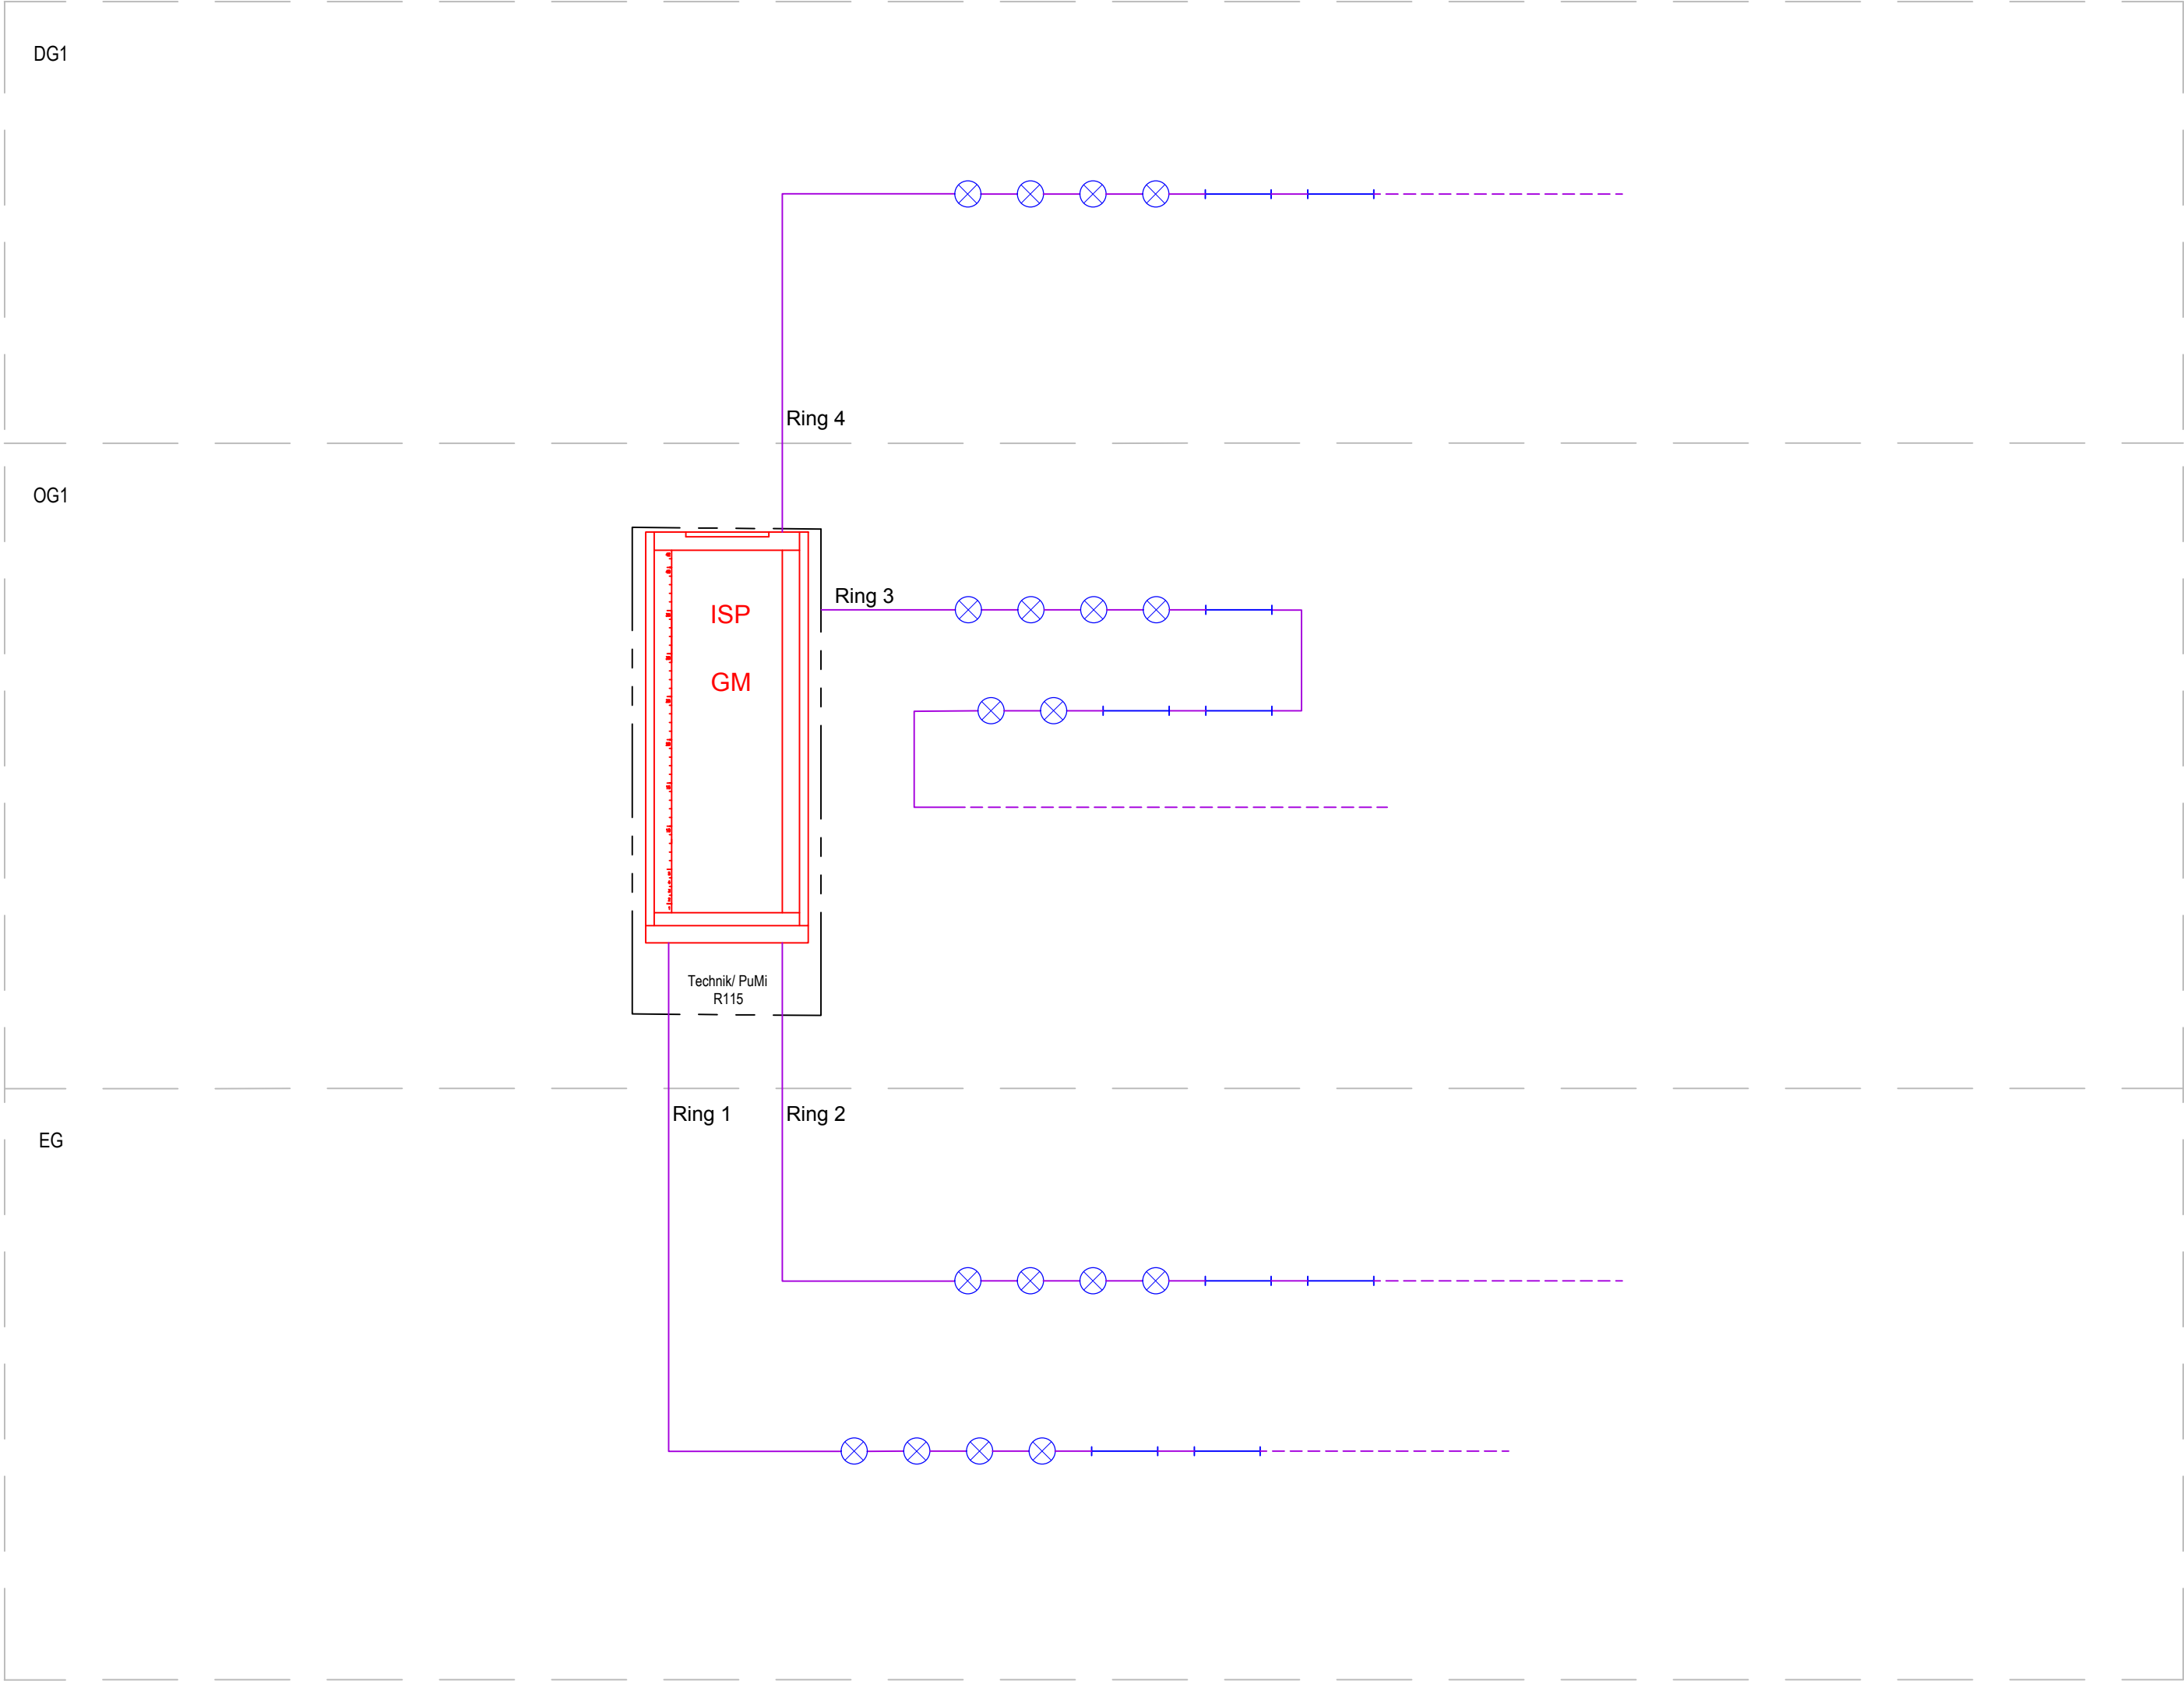 DG1
Ring 4
OG1
Ring 3
ISP
GM
Technik/ PuMi
R115
Ring 1
Ring 2
EG